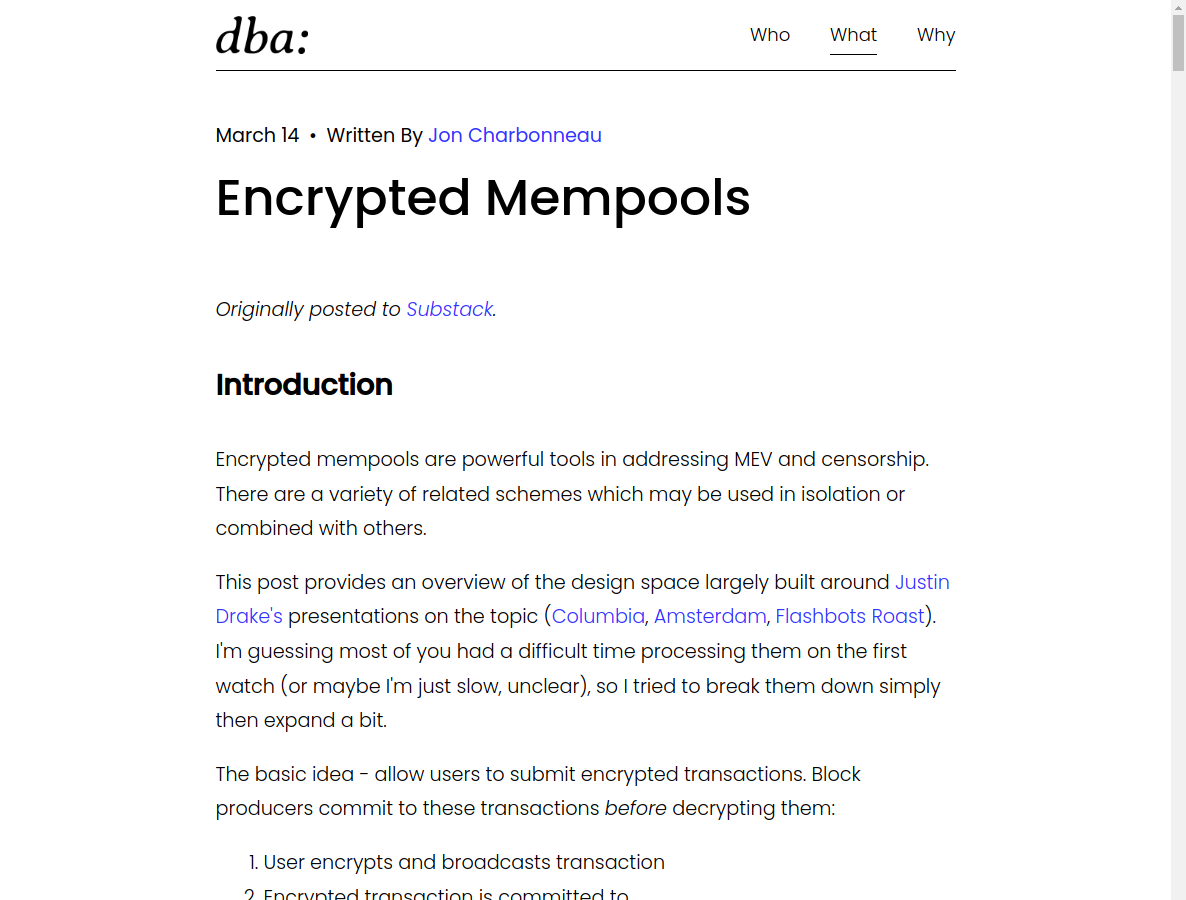 dba:
Who What Why
March 14 • Written By Jon Charbonneau
Encrypted Mempools
Originally posted to Substack.
Introduction
Encrypted mempools are powerful tools in addressing MEV and censorship.
There are a variety of related schemes which may be used in isolation or
combined with others.
This post provides an overview of the design space largely built around Justin
Drake's presentations on the topic (Columbia, Amsterdam, Flashbots Roast).
I'm guessing most of you had a difficult time processing them on the first
watch (or maybe I'm just slow, unclear), so I tried to break them down simply
then expand a bit.
The basic idea - allow users to submit encrypted transactions. Block
producers commit to these transactions before decrypting them:
1. User encrypts and broadcasts transaction
2. Encrypted transaction is committed to